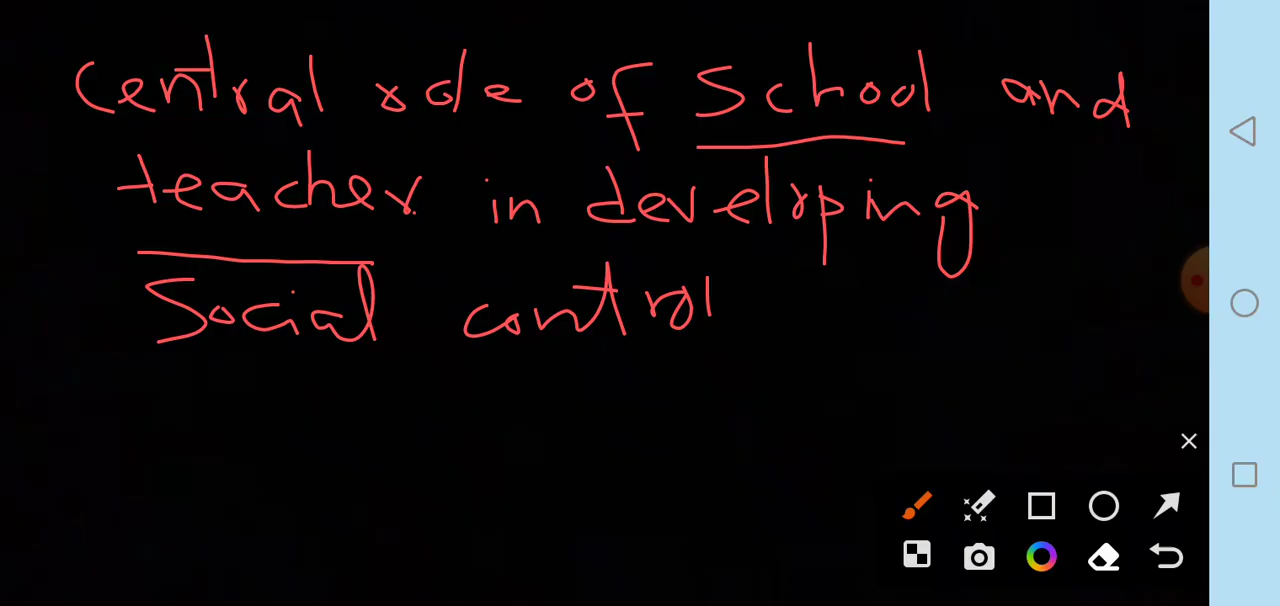 Central role of School and
teacher in developing
Social control